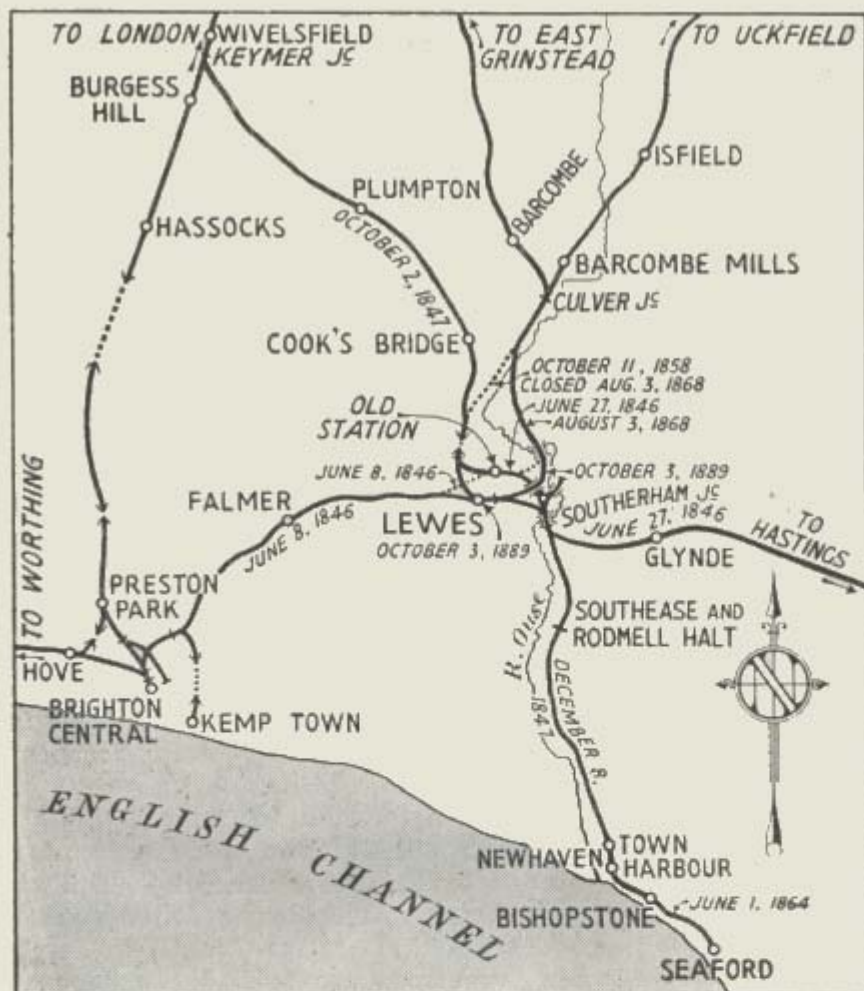 TO LONDON
WIVELSFIELD
KEYMER Jc
TO EAST
GRINSTEAD
TO UCKFIELD
BURGESS
HILL
ISFIELD
PLUMPTON
OCTOBER 2, 1847
BARCOMBE
HASSOCKS
BARCOMBE MILLS
CULVER Jc
COOK'S BRIDGE
OCTOBER 11, 1858
CLOSED AUG. 3, 1868
OLD
STATION
JUNE 27, 1846
AUGUST 3, 1868
JUNE 8, 1846
OCTOBER 3, 1889
FALMER
JUNE 8, 1846
LEWES
OCTOBER 3, 1889
SOUTHERHAM Jc
JUNE 27, 1846
GLYNDE
TO
HASTINGS
TO WORTHING
PRESTON
PARK
SOUTHEASE AND
RODMELL HALT
R. Ouse
HOVE
BRIGHTON
CENTRAL
KEMP TOWN
DECEMBER 8,
1847
ENGLISH
CHANNEL
NEWHAVEN
TOWN
HARBOUR
BISHOPSTONE
JUNE 1, 1864
SEAFORD